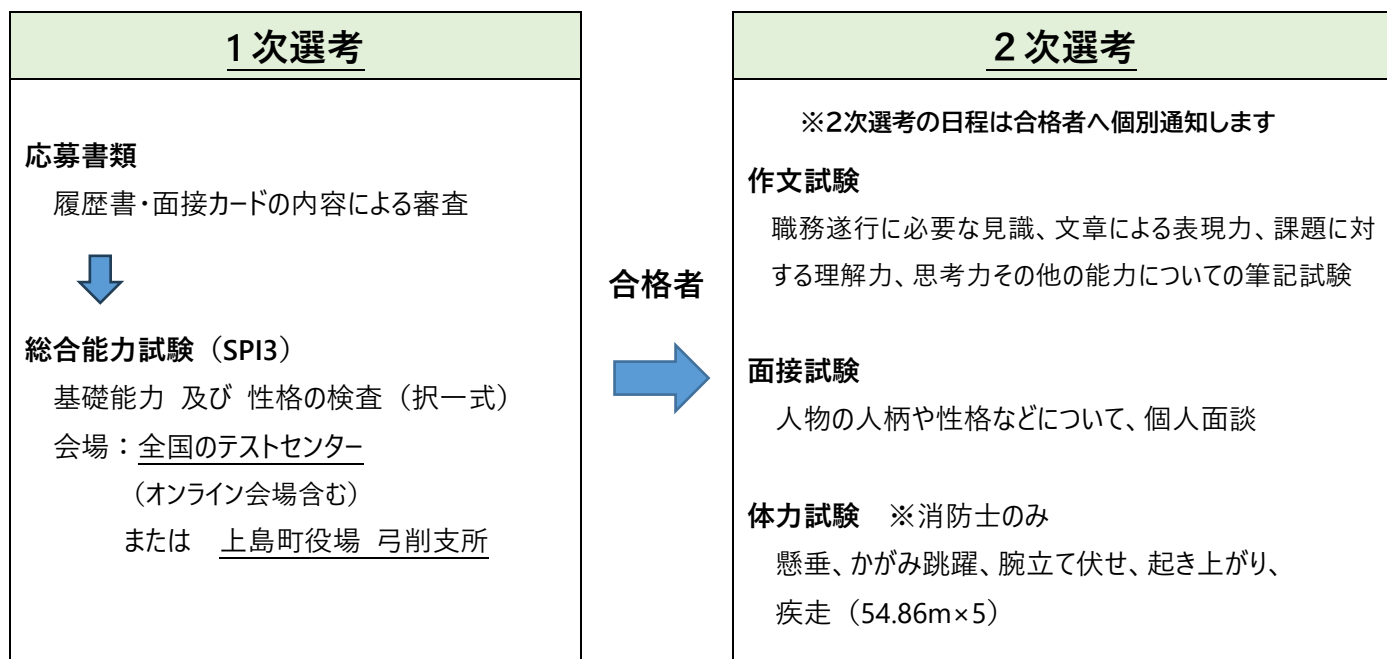 1次選考
応募書類
履歴書・面接カードの内容による審査
総合能力試験（SPI3）
基礎能力 及び 性格の検査（択一式）
会場：全国のテストセンター
（オンライン会場含む）
または 上島町役場 弓削支所
合格者
２次選考
※2次選考の日程は合格者へ個別通知します
作文試験
職務遂行に必要な見識、文章による表現力、課題に対
する理解力、思考力その他の能力についての筆記試験
面接試験
人物の人柄や性格などについて、個人面談
体力試験 ※消防士のみ
懸垂、かがみ跳躍、腕立て伏せ、起き上がり、
疾走（54.86m×5）